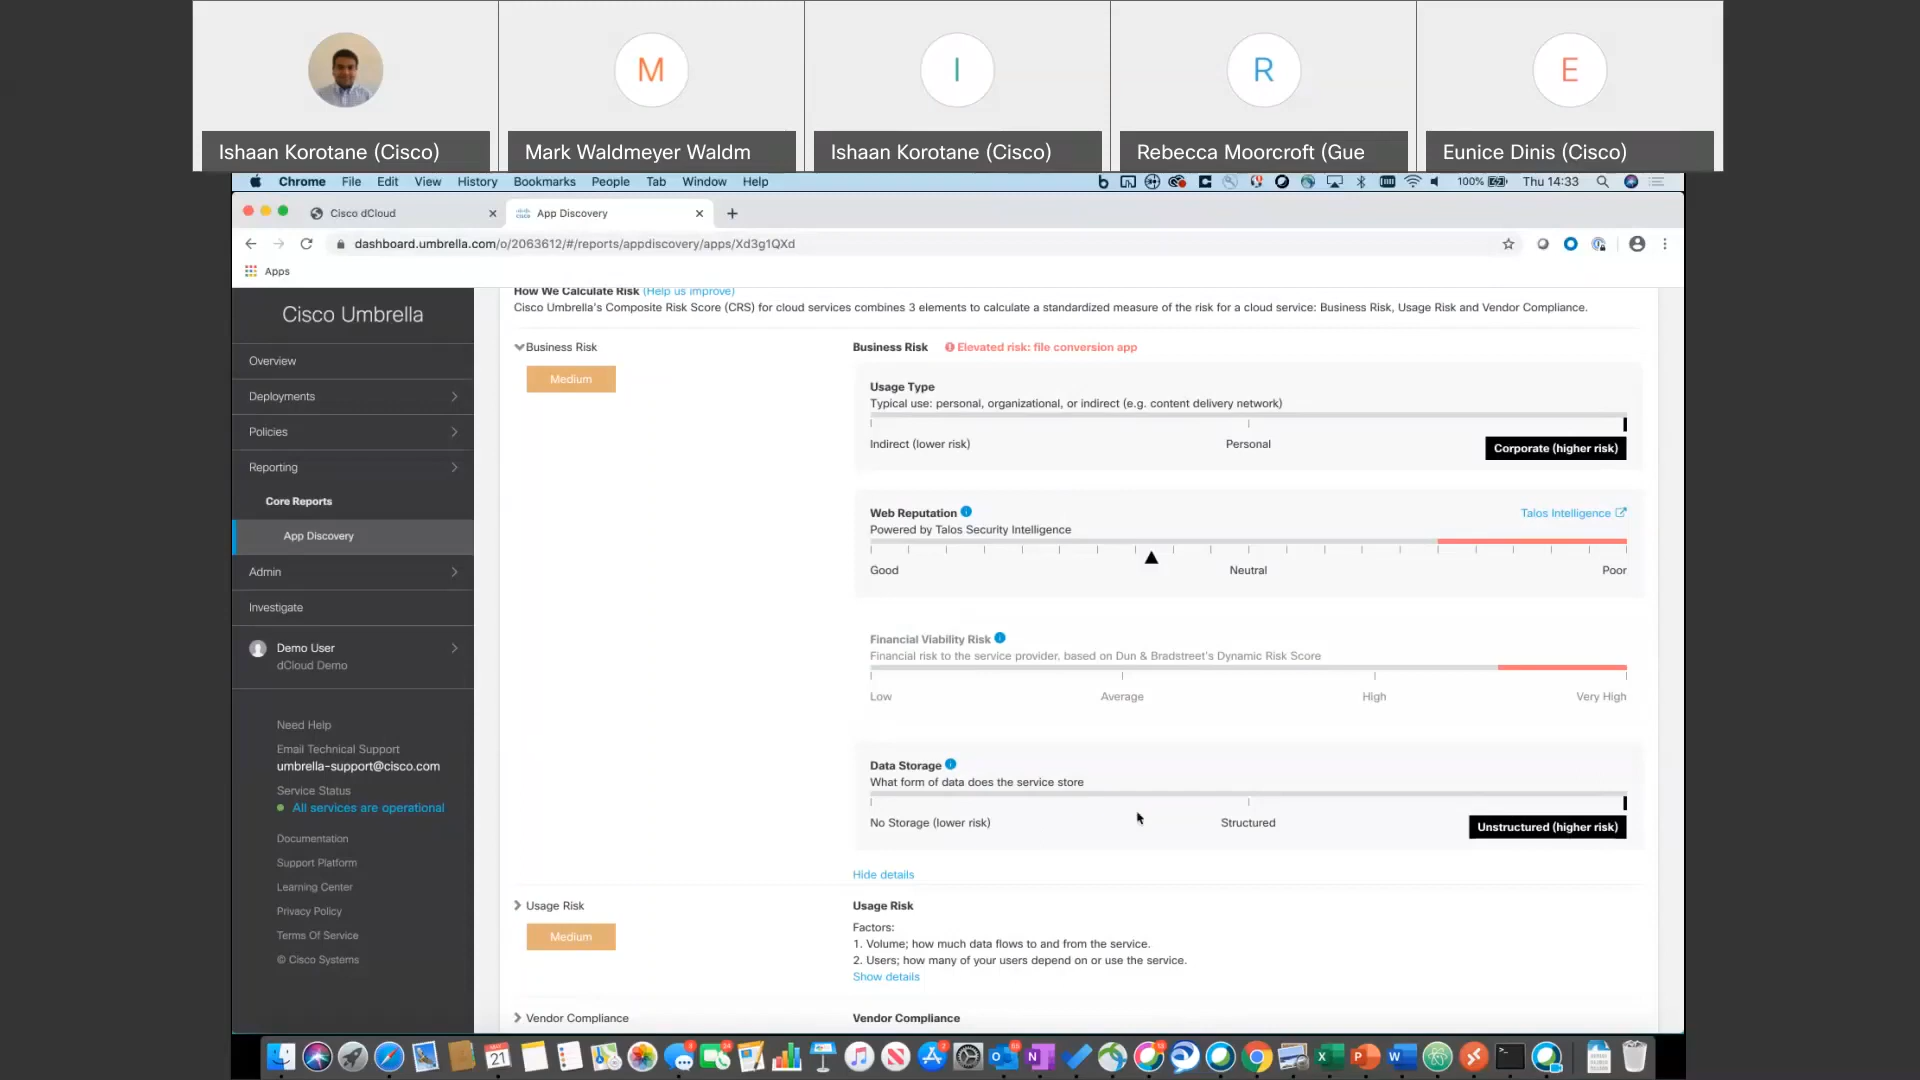 M
I
R
E
Ishaan Korotane (Cisco)
Mark Waldmeyer Waldm
Ishaan Korotane (Cisco)
Rebecca Moorcroft (Gue
Eunice Dinis (Cisco)
Chrome File Edit View History Bookmarks People Tab Window Help
100% Thu 14:33
Cisco dCloud
App Discovery
dashboard.umbrella.com/o/2063612/#/reports/appdiscovery/apps/Xd3g1QXd
Apps
Cisco Umbrella
Overview
Deployments
Policies
Reporting
Core Reports
App Discovery
Admin
Investigate
Demo User
dCloud Demo
Need Help
Email Technical Support
umbrella-support@cisco.com
Service Status
All services are operational
Documentation
Support Platform
Learning Center
Privacy Policy
Terms Of Service
© Cisco Systems
How We Calculate Risk (Help us improve)
Cisco Umbrella's Composite Risk Score (CRS) for cloud services combines 3 elements to calculate a standardized measure of the risk for a cloud service: Business Risk, Usage Risk and Vendor Compliance.
Business Risk
Medium
Business Risk Elevated risk: file conversion app
Usage Type
Typical use: personal, organizational, or indirect (e.g. content delivery network)
Indirect (lower risk) Personal Corporate (higher risk)
Web Reputation Talos Intelligence
Powered by Talos Security Intelligence
Good Neutral Poor
Financial Viability Risk
Financial risk to the service provider, based on Dun & Bradstreet's Dynamic Risk Score
Low Average High Very High
Data Storage
What form of data does the service store
No Storage (lower risk) Structured Unstructured (higher risk)
Hide details
Usage Risk
Medium
Usage Risk
Factors:
1. Volume; how much data flows to and from the service.
2. Users; how many of your users depend on or use the service.
Show details
Vendor Compliance
Vendor Compliance
21